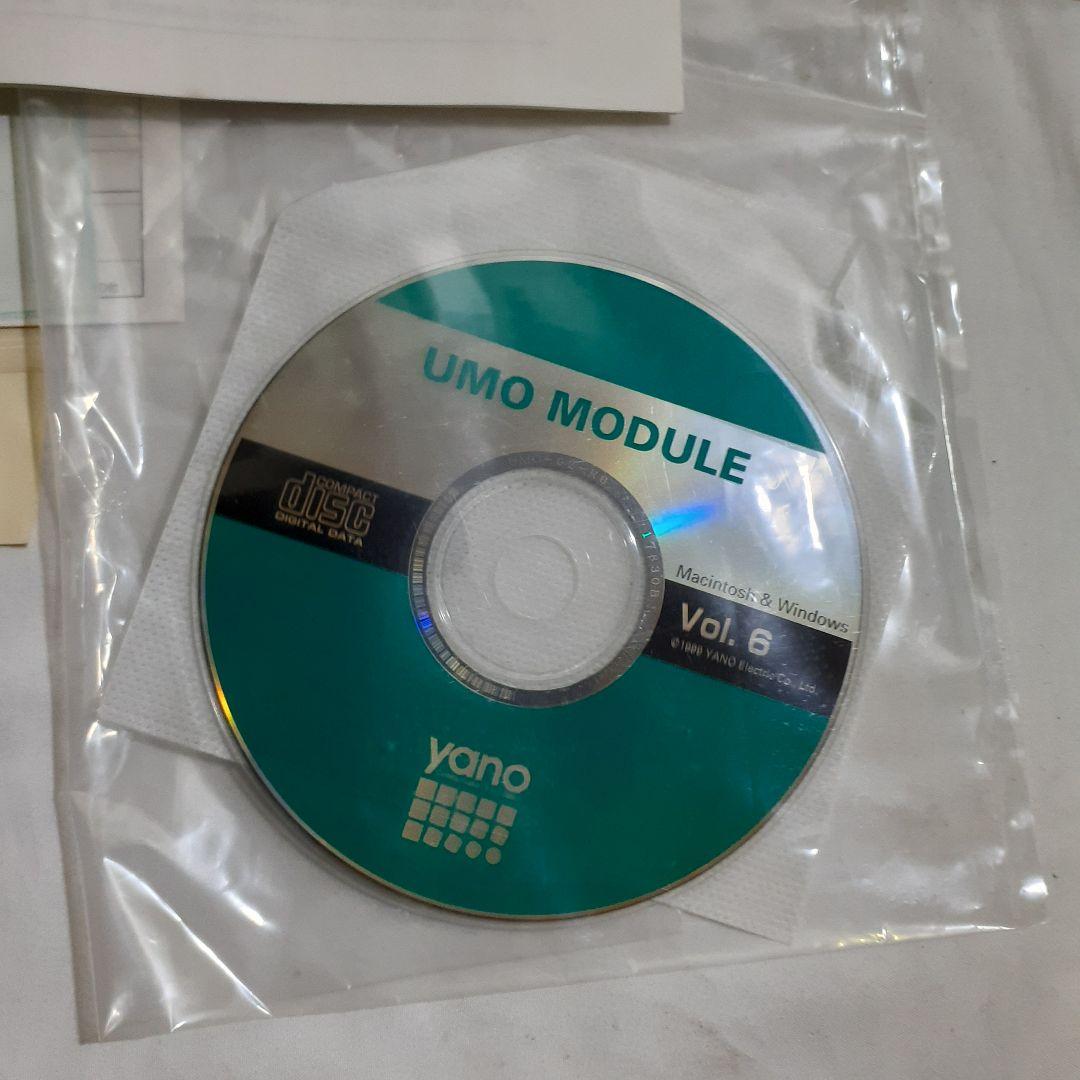 UMO MODULE
COMPACT
disc
DIGITAL DATA
Macintosh & Windows
Vol. 6
YANO Electric Co., Ltd.
yano